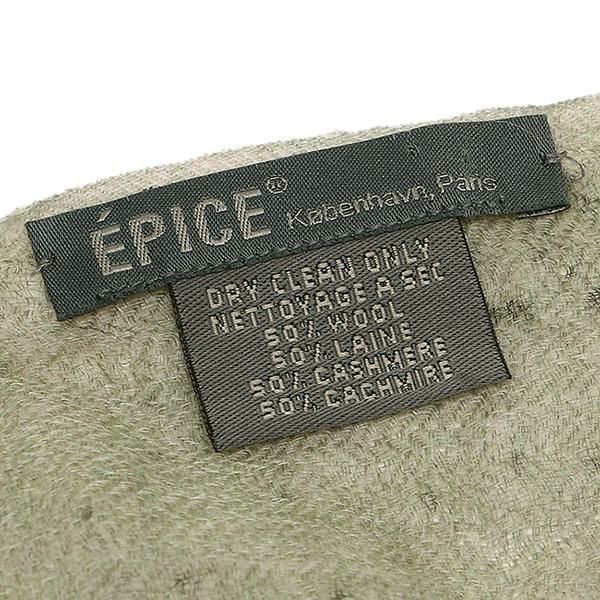 ÉPICE® København, Paris
DRY CLEAN ONLY
NETTOYAGE A SEC
50% WOOL
50% LAINE
50% CASHMERE
50% CACHMIRE